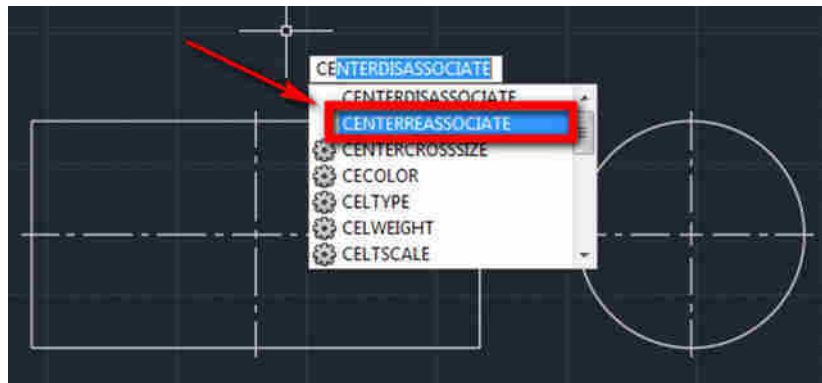 CENTERDISASSOCIATE
CENTERDISASSOCIATE
CENTERREASSOCIATE
CENTERCROSSSIZE
CECOLOR
CELTYPE
CELWEIGHT
CELTSCALE